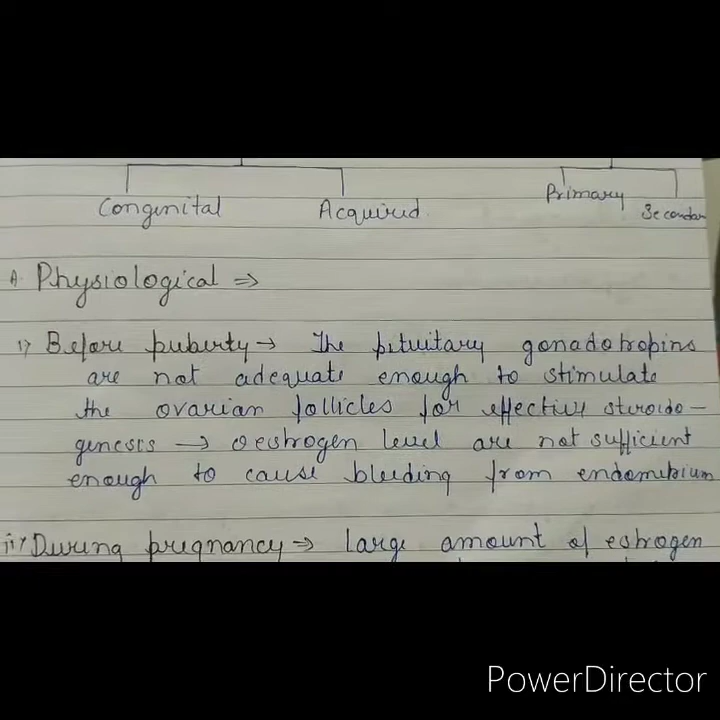 Congenital Acquired Primary Secondar
A. Physiological ⇒
i) Before puberty → The pituitary gonadotropins
are not adequate enough to stimulate
the ovarian follicles for effective steroido-
genesis → oestrogen level are not sufficient
enough to cause bleeding from endometrium
ii) During pregnancy ⇒ large amount of estrogen
PowerDirector